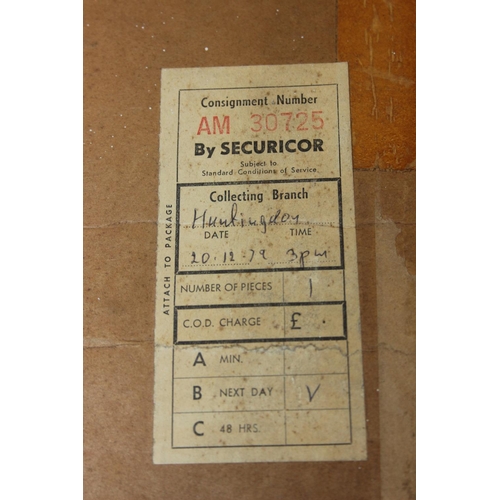 Consignment Number
AM 30725
By SECURICOR
Subject to
Standard Conditions of Service
Collecting Branch
Huntingdon
DATE TIME
20.12.79 3pm
NUMBER OF PIECES 1
C.O.D. CHARGE £ .
A MIN.
B NEXT DAY V
C 48 HRS.
ATTACH TO PACKAGE